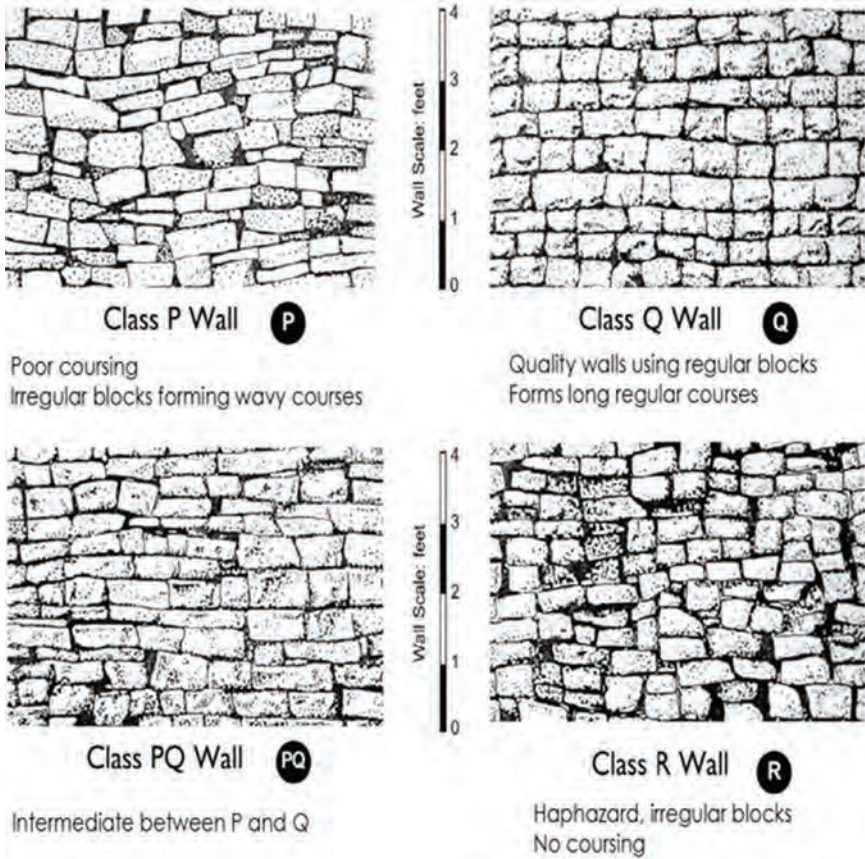 4
3
2
1
0
Wall Scale: feet
Class P Wall P
Poor coursing
Irregular blocks forming wavy courses
Class Q Wall Q
Quality walls using regular blocks
Forms long regular courses
4
3
2
1
0
Wall Scale: feet
Class PQ Wall PQ
Intermediate between P and Q
Class R Wall R
Haphazard, irregular blocks
No coursing